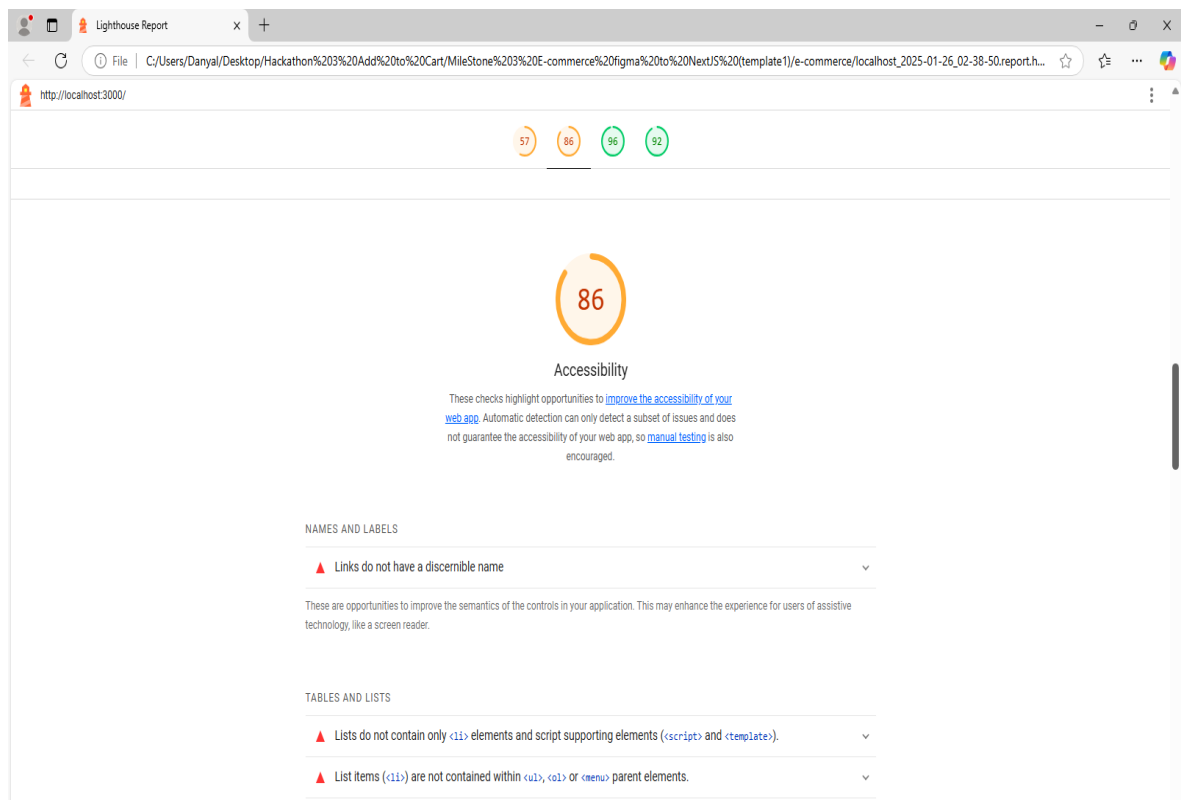 Lighthouse Report
File
C:/Users/Danyal/Desktop/Hackathon%203%20Add%20to%20Cart/MileStone%203%20E-commerce%20figma%20to%20NextJS%20(template1)/e-commerce/localhost_2025-01-26_02-38-50.report.h...
http://localhost:3000/
57 86 96 92
86
Accessibility
These checks highlight opportunities to improve the accessibility of your
web app. Automatic detection can only detect a subset of issues and does
not guarantee the accessibility of your web app, so manual testing is also
encouraged.
NAMES AND LABELS
Links do not have a discernible name
These are opportunities to improve the semantics of the controls in your application. This may enhance the experience for users of assistive
technology, like a screen reader.
TABLES AND LISTS
Lists do not contain only <li> elements and script supporting elements (<script> and <template>).
List items (<li>) are not contained within <ul>, <ol> or <menu> parent elements.